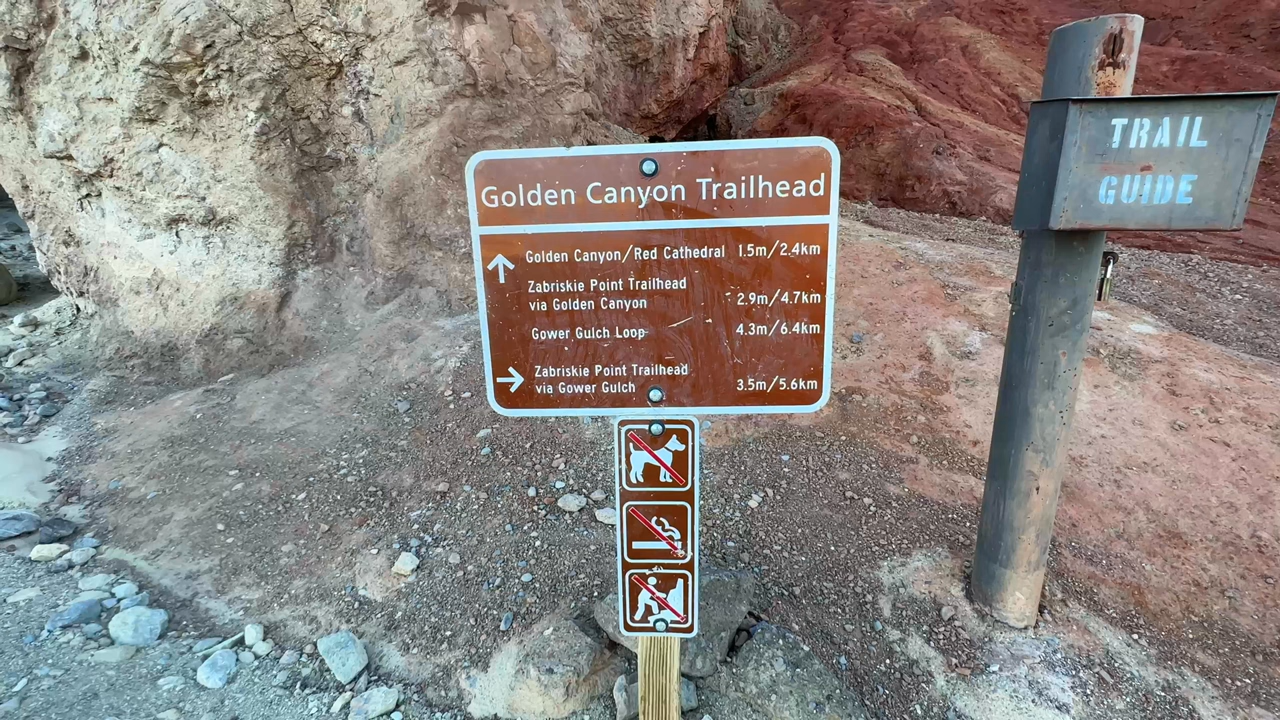 Golden Canyon Trailhead
Golden Canyon/Red Cathedral 1.5m/2.4km
Zabriskie Point Trailhead
via Golden Canyon 2.9m/4.7km
Gower Gulch Loop 4.3m/6.4km
Zabriskie Point Trailhead
via Gower Gulch 3.5m/5.6km
TRAIL
GUIDE